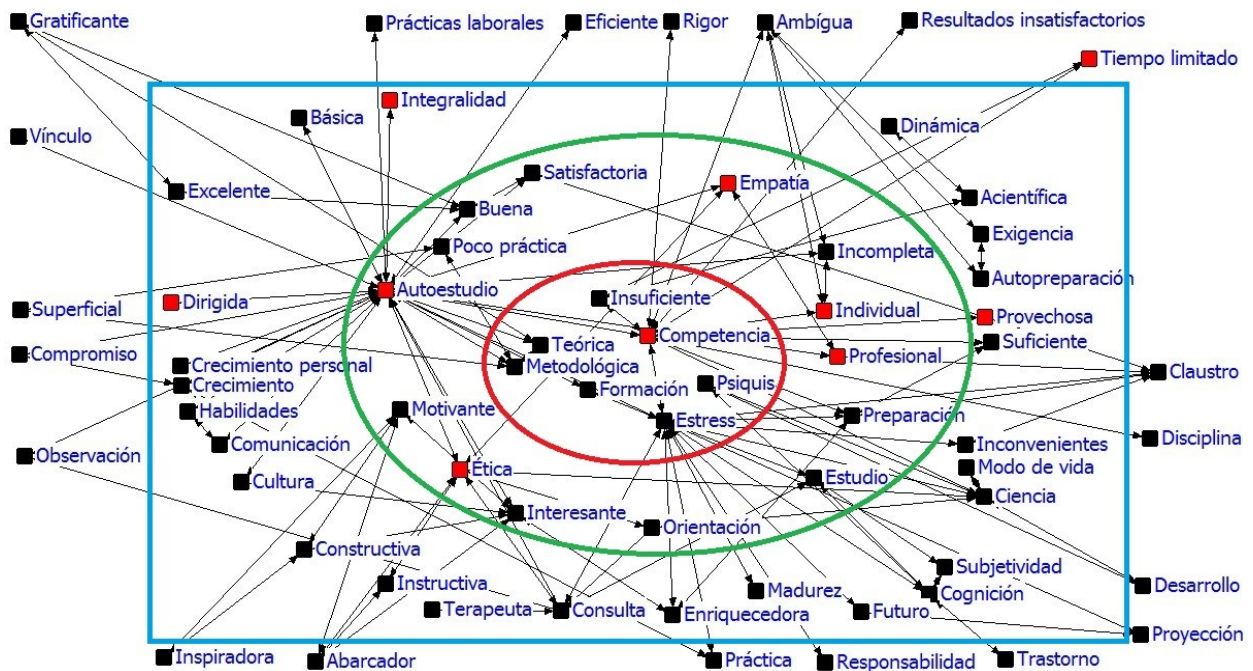 Gratificante
Prácticas laborales
Eficiente
Rigor
Ambígua
Resultados insatisfactorios
Tiempo limitado
Integralidad
Básica
Dinámica
Vínculo
Satisfactoria
Empatía
Excelente
Acientífica
Buena
Exigencia
Poco práctica
Incompleta
Autopreparación
Autoestudio
Insuficiente
Dirigida
Superficial
Individual
Provechosa
Competencia
Suficiente
Teórica
Compromiso
Profesional
Crecimiento personal
Metodológica
Claustro
Crecimiento
Formación
Psiquis
Habilidades
Motivante
Preparación
Estress
Disciplina
Comunicación
Inconvenientes
Observación
Modo de vida
Ética
Estudio
Cultura
Ciencia
Interesante
Orientación
Constructiva
Subjetividad
Instructiva
Desarrollo
Madurez
Cognición
Terapeuta
Consulta
Enriquecedora
Futuro
Proyección
Inspiradora
Abarcador
Práctica
Responsabilidad
Trastorno